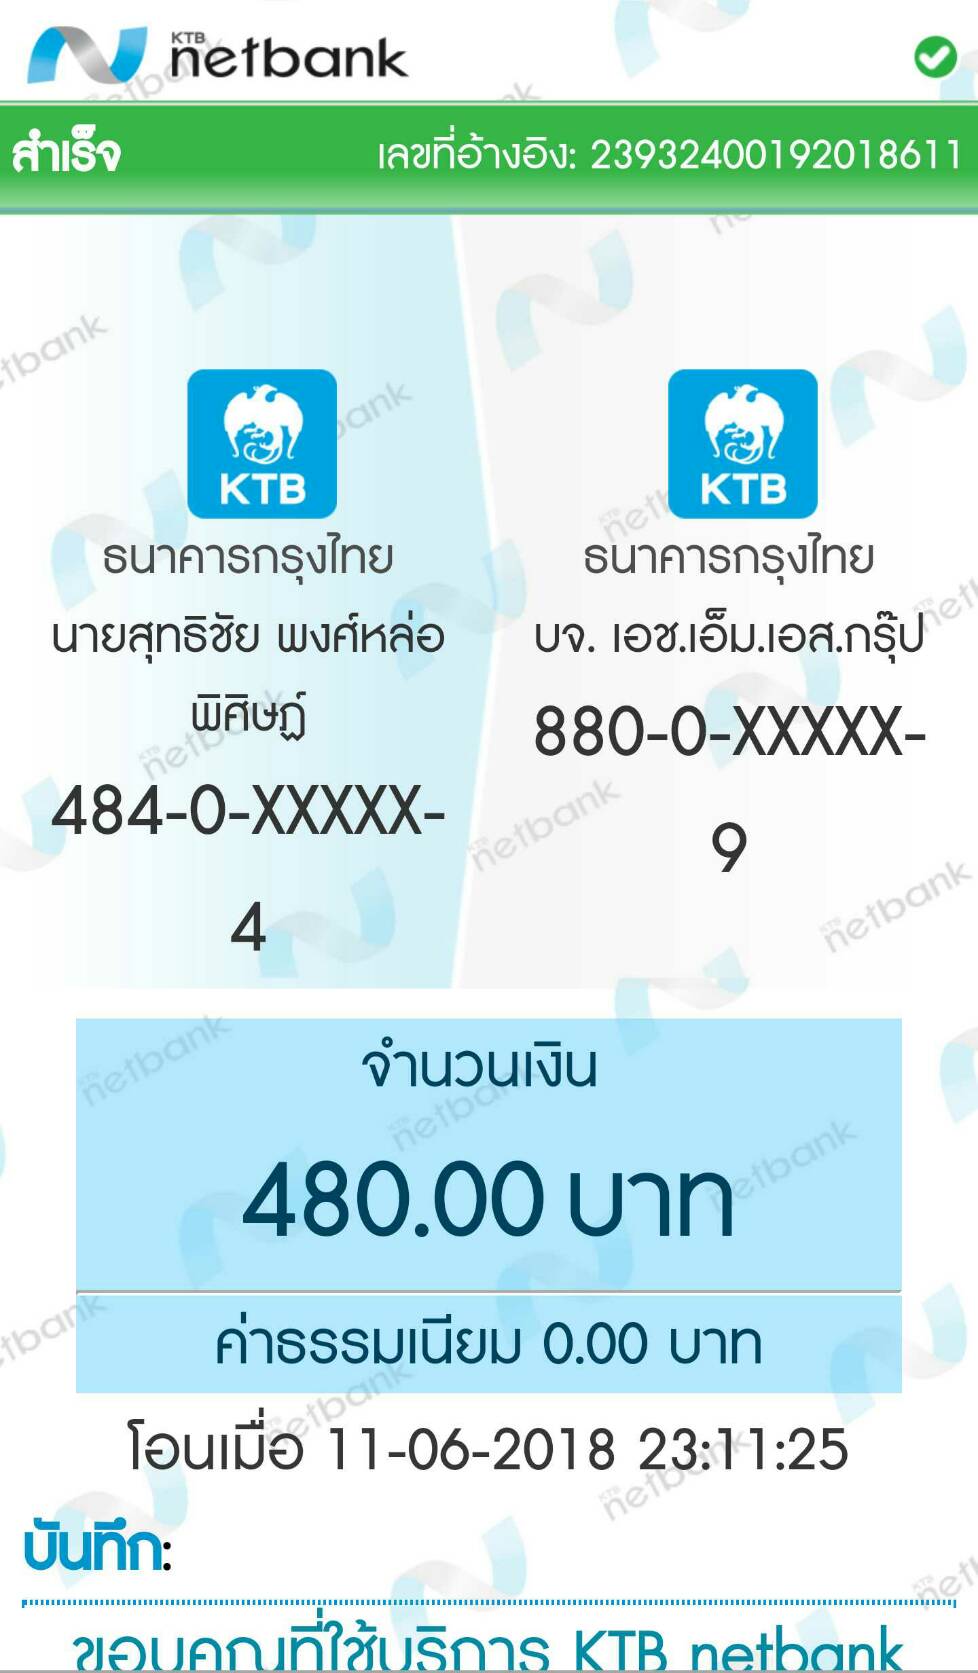 KTB
netbank
สำเร็จ เลขที่อ้างอิง: 23932400192018611
KTB KTB
ธนาคารกรุงไทย
นายสุทธิชัย พงศ์หล่อ
พิศิษฏ์
484-0-XXXXX-
4
ธนาคารกรุงไทย
บจ. เอช.เอ็ม.เอส.กรุ๊ป
880-0-XXXXX-
9
จำนวนเงิน
480.00 บาท
ค่าธรรมเนียม 0.00 บาท
โอนเมื่อ 11-06-2018 23:11:25
บันทึก:
ขอบคุณที่ใช้บริการ KTB netbank